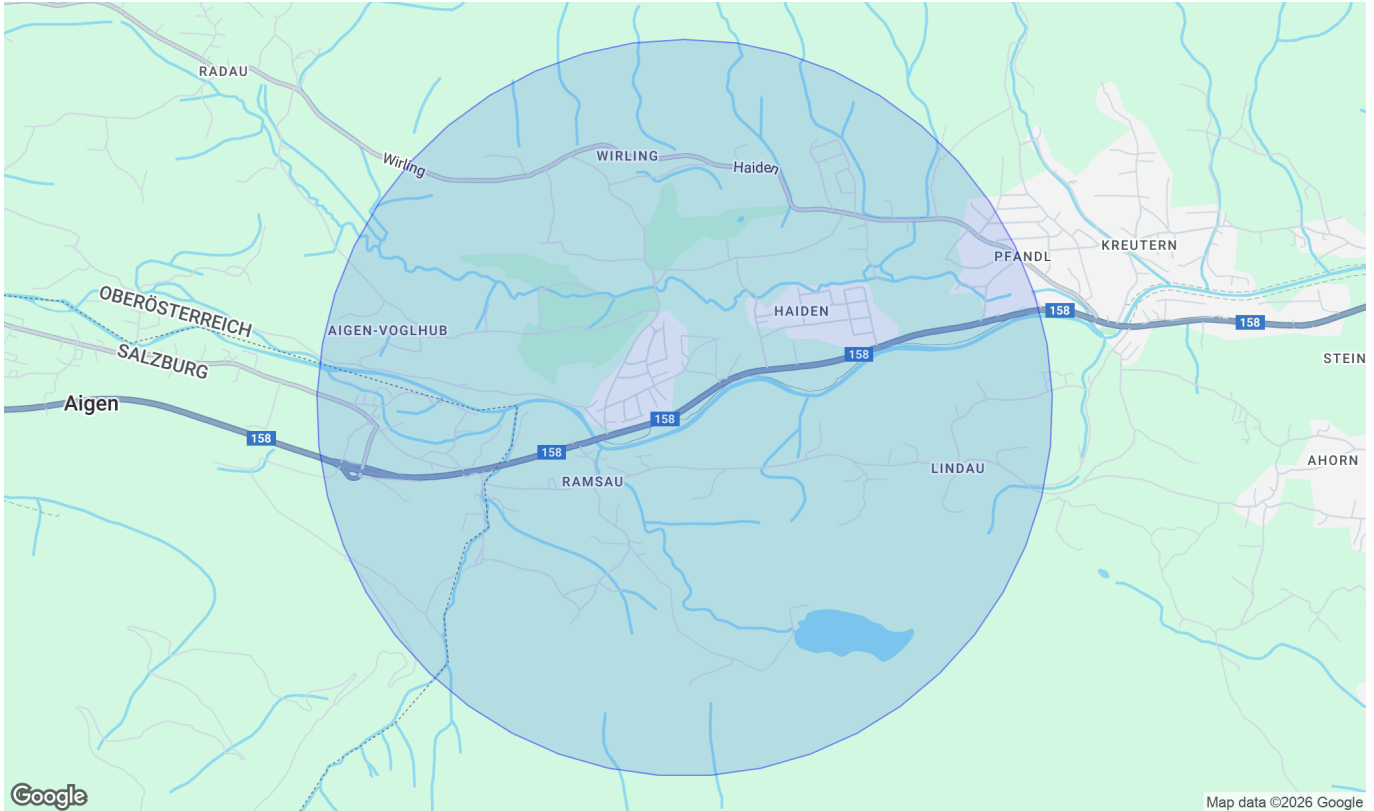 RADAU
Wirling
WIRLING
Haiden
KREUTERN
PFANDL
OBERÖSTERREICH
SALZBURG
AIGEN-VOGLHUB
HAIDEN
158
158
158
STEIN
Aigen
158
158
158
AHORN
LINDAU
RAMSAU
Google
Map data ©2026 Google